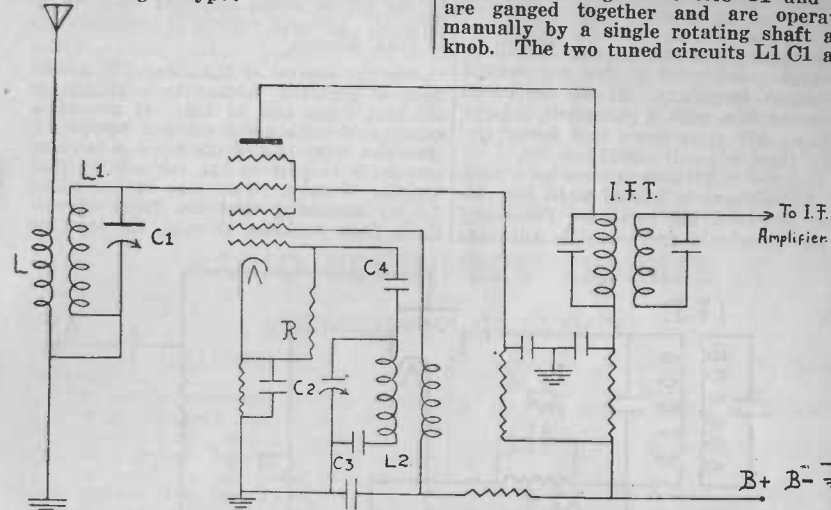 are ganged together and are opera
manually by a single rotating shaft a
knob. The two tuned circuits L1 C1 a
L1
C1
L
I.F.T.
To I.F.
Amplifier.
C4
R
C2
C3
L2
B+ B-